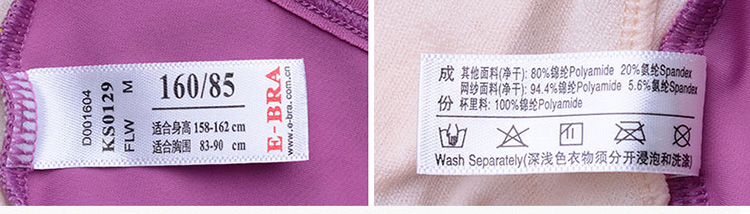 D001604
KS0129
FLW M
160/85
适合身高 158-162 cm
适合胸围 83-90 cm
E-BRA
www.e-bra.com.cn
成 其他面料(净干): 80%锦纶Polyamide 20%氨纶Spandex
网纱面料(净干): 94.4%锦纶Polyamide 5.6%氨纶Spandex
份 杯里料: 100%锦纶Polyamide
Wash Separately(深浅色衣物须分开浸泡和洗涤)